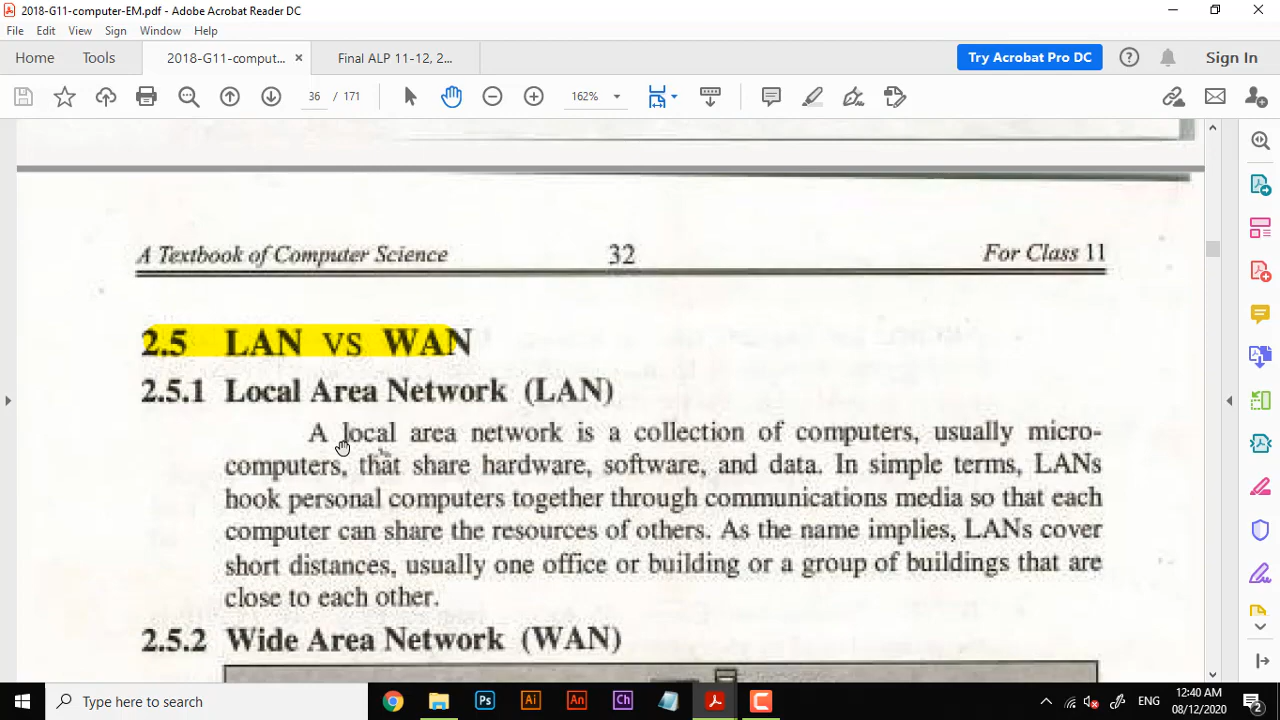 2018-G11-computer-EM.pdf - Adobe Acrobat Reader DC
File Edit View Sign Window Help
Home Tools 2018-G11-comput... × Final ALP 11-12, 2... Try Acrobat Pro DC Sign In
36 / 171 162%
A Textbook of Computer Science 32 For Class 11
2.5 LAN VS WAN
2.5.1 Local Area Network (LAN)
A local area network is a collection of computers, usually micro-
computers, that share hardware, software, and data. In simple terms, LANs
hook personal computers together through communications media so that each
computer can share the resources of others. As the name implies, LANs cover
short distances, usually one office or building or a group of buildings that are
close to each other.
2.5.2 Wide Area Network (WAN)
Type here to search
Ps Ai An Ch
ENG
12:40 AM
08/12/2020
2